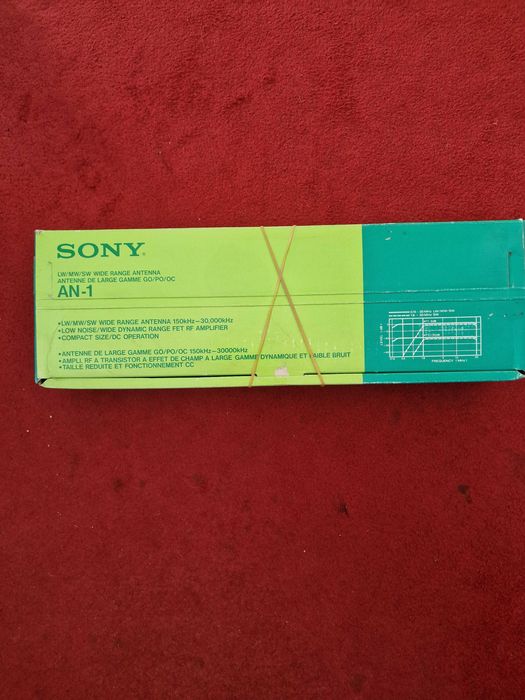 SONY
LW/MW/SW WIDE RANGE ANTENNA
ANTENNE DE LARGE GAMME GO/PO/OC
AN-1
•LW/MW/SW WIDE RANGE ANTENNA 150kHz—30,000kHz
•LOW NOISE/WIDE DYNAMIC RANGE FET RF AMPLIFIER
•COMPACT SIZE/DC OPERATION
•ANTENNE DE LARGE GAMME GO/PO/OC 150kHz—30000kHz
•AMPLI. RF A TRANSISTOR A EFFET DE CHAMP A LARGE GAMME DYNAMIQUE ET FAIBLE BRUIT
•TAILLE REDUITE ET FONCTIONNEMENT CC
FREQUENCY (MHz)